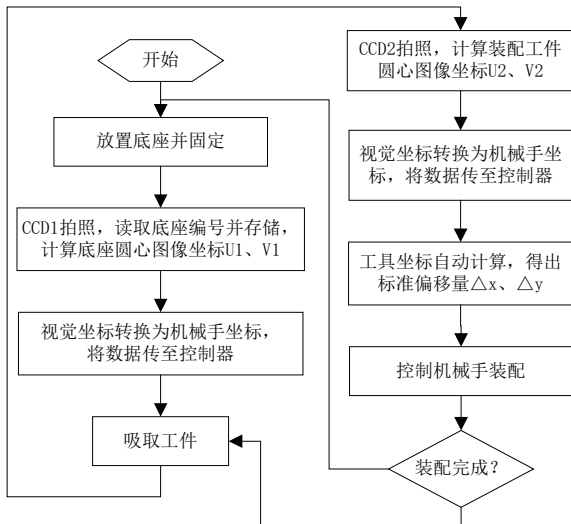 开始
放置底座并固定
CCD1拍照，读取底座编号并存储，
计算底座圆心图像坐标U1、V1
视觉坐标转换为机械手坐标，
将数据传至控制器
吸取工件
CCD2拍照，计算装配工件
圆心图像坐标U2、V2
视觉坐标转换为机械手坐
标，将数据传至控制器
工具坐标自动计算，得出
标准偏移量△x、△y
控制机械手装配
装配完成？